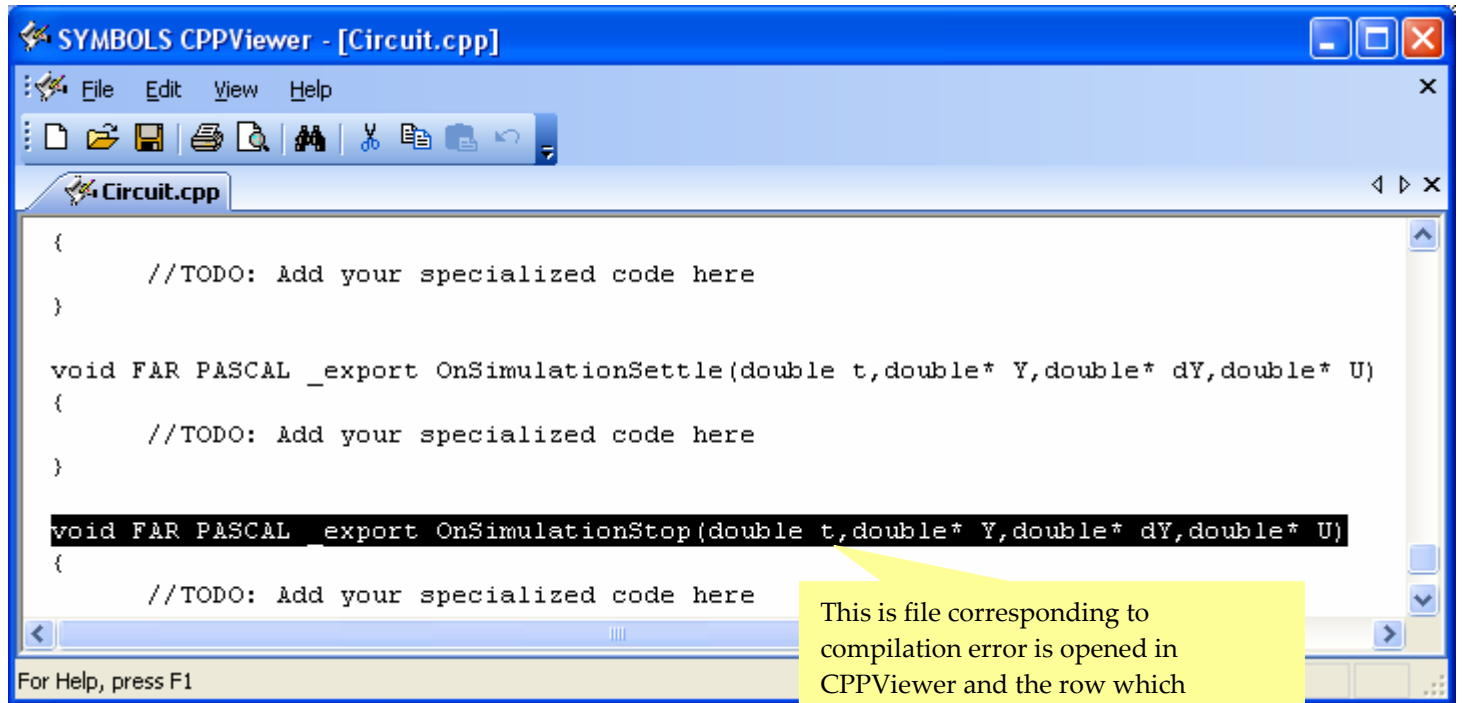 SYMBOLS CPPViewer - [Circuit.cpp]
File Edit View Help
Circuit.cpp
{
//TODO: Add your specialized code here
}
void FAR PASCAL _export OnSimulationSettle(double t,double* Y,double* dY,double* U)
{
//TODO: Add your specialized code here
}
void FAR PASCAL _export OnSimulationStop(double t,double* Y,double* dY,double* U)
{
//TODO: Add your specialized code here
This is file corresponding to
compilation error is opened in
CPPViewer and the row which
For Help, press F1